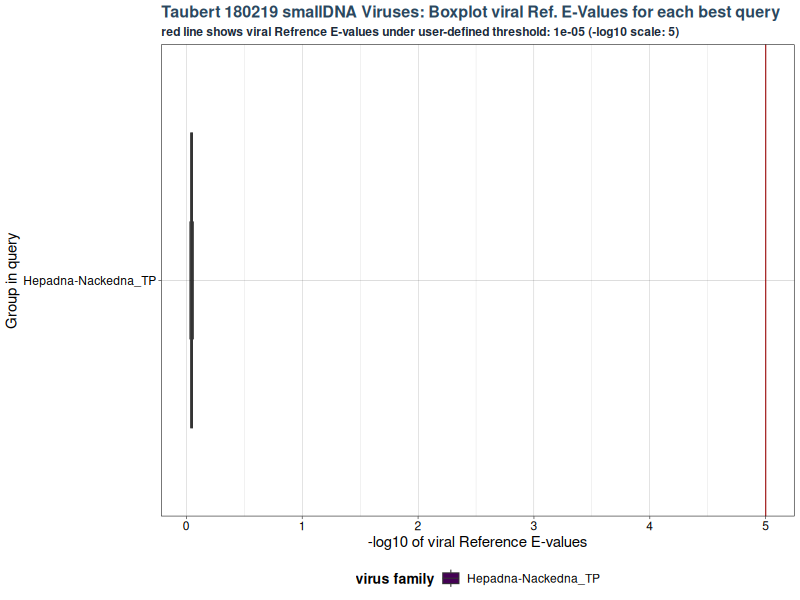 Taubert 180219 smallDNA Viruses: Boxplot viral Ref. E-Values for each best query
red line shows viral Refrence E-values under user-defined threshold: 1e-05 (-log10 scale: 5)
Group in query
Hepadna-Nackedna_TP
0 1 2 3 4 5
-log10 of viral Reference E-values
virus family Hepadna-Nackedna_TP